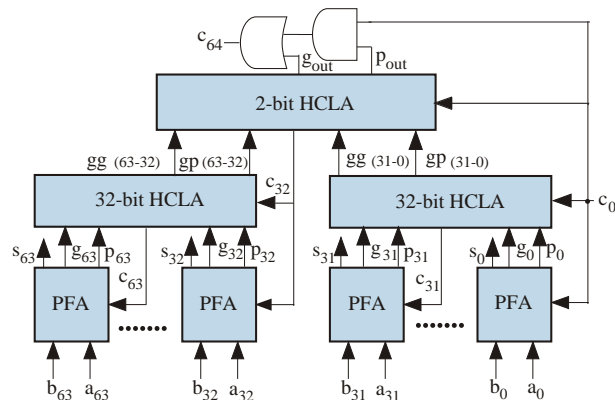 c64
gout
pout
2-bit HCLA
gg (63-32)
gp (63-32)
gg (31-0)
gp (31-0)
32-bit HCLA
c32
32-bit HCLA
c0
s63
g63
p63
s32
g32
p32
s31
g31
p31
s0
g0
p0
c63
c31
PFA
PFA
PFA
PFA
b63
a63
b32
a32
b31
a31
b0
a0